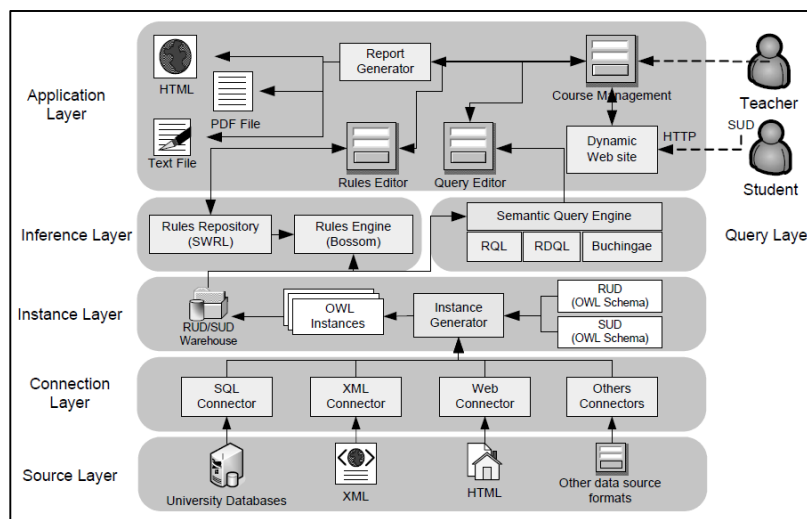 Application
Layer
HTML
PDF File
Text File
Report
Generator
Rules Editor
Query Editor
Course Management
Dynamic
Web site
HTTP
SUD
Teacher
Student
Inference Layer
Rules Repository
(SWRL)
Rules Engine
(Bossom)
Semantic Query Engine
RQL
RDQL
Buchingae
Query Laye
Instance Layer
RUD/SUD
Warehouse
OWL
Instances
Instance
Generator
RUD
(OWL Schema)
SUD
(OWL Schema)
Connection
Layer
SQL
Connector
XML
Connector
Web
Connector
Others
Connectors
Source Layer
University Databases
XML
HTML
Other data source
formats